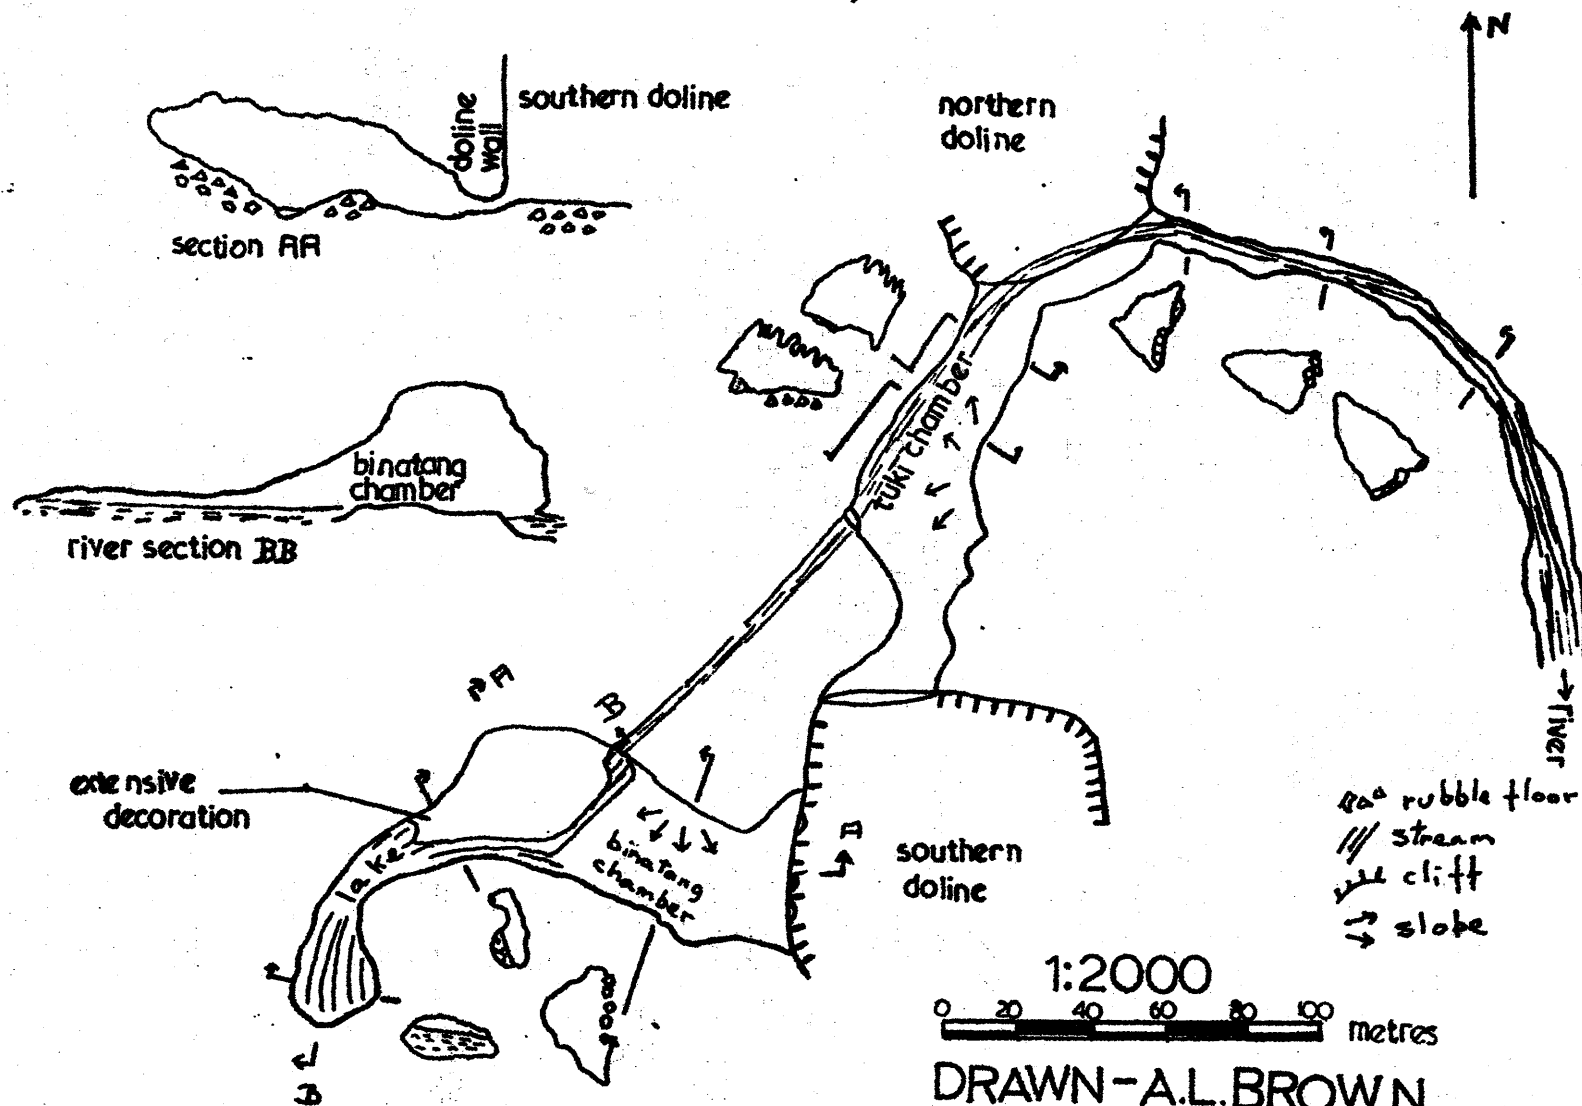 southern doline
doline
wall
section AA
northern
doline
N
binatang
chamber
river section BB
tuki chamber
A
B
extensive
decoration
lake
binatang
chamber
A
southern
doline
B
→river
rubble floor
stream
cliff
slope
1:2000
0 20 40 60 80 100 metres
DRAWN-A.L.BROWN